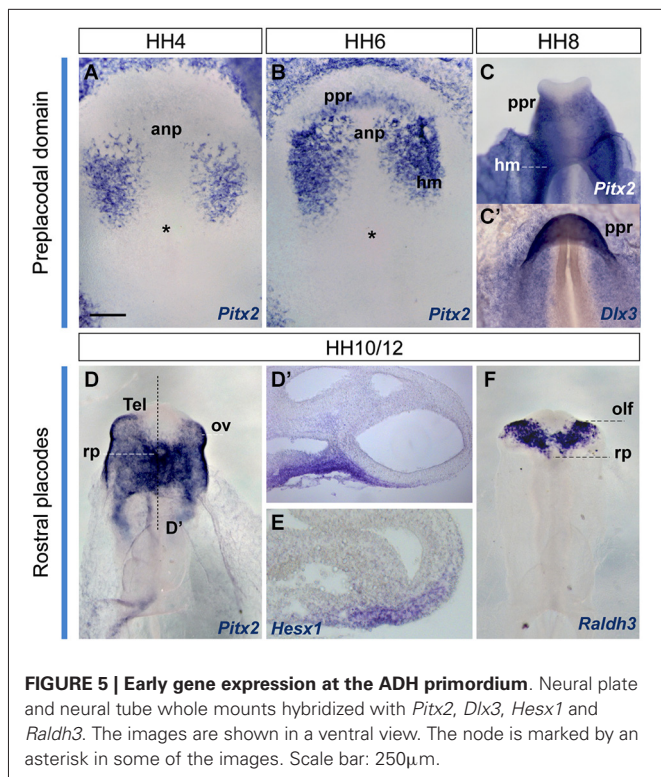 HH4
HH6
HH8
Preplacodal domain
A
anp
*
Pitx2
B
ppr
anp
hm
*
Pitx2
C
ppr
hm
Pitx2
C'
ppr
Dlx3
HH10/12
Rostral placodes
D
Tel
ov
rp
D'
Pitx2
D'
E
Hesx1
F
olf
rp
Raldh3
FIGURE 5 | Early gene expression at the ADH primordium. Neural plate
and neural tube whole mounts hybridized with Pitx2, Dlx3, Hesx1 and
Raldh3. The images are shown in a ventral view. The node is marked by an
asterisk in some of the images. Scale bar: 250μm.